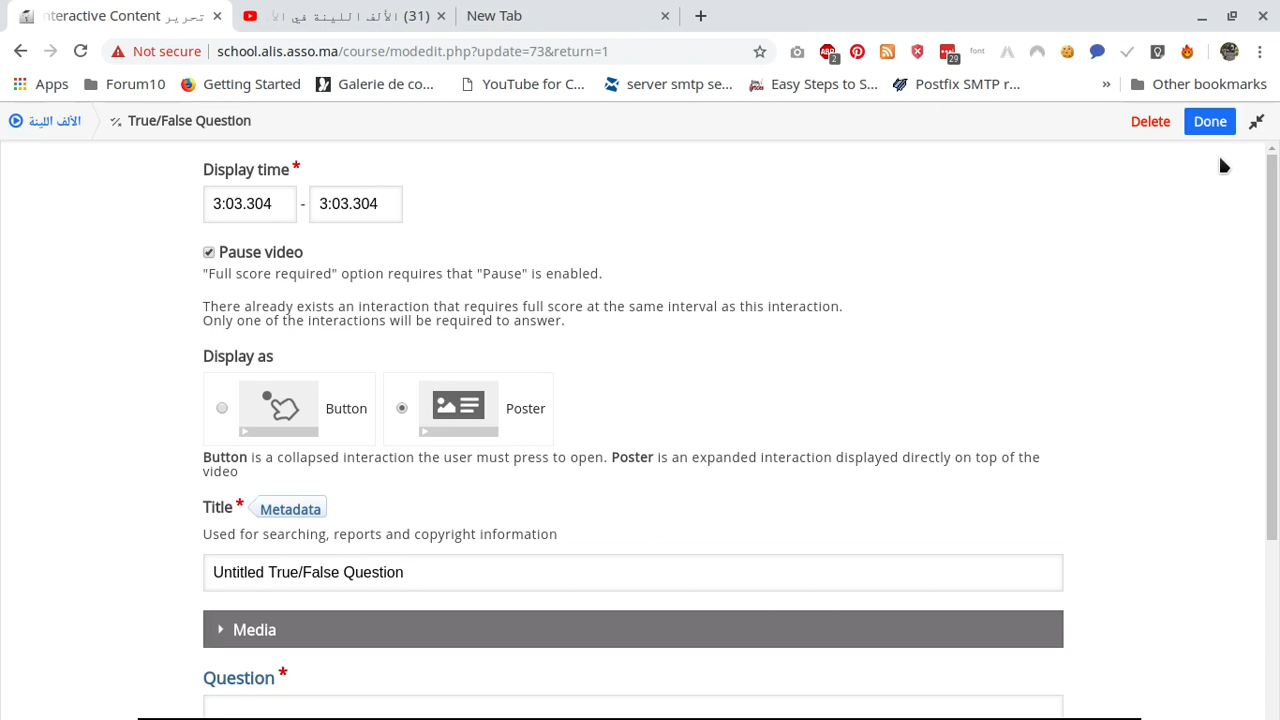 تحرير Interactive Content
(31) الألف اللينة في الأ
New Tab
Not secure
school.alis.asso.ma/course/modedit.php?update=73&return=1
2
29
font
Apps
Forum10
Getting Started
Galerie de co...
YouTube for C...
server smtp se...
Easy Steps to S...
Postfix SMTP r...
»
Other bookmarks
الألف اللينة
True/False Question
Delete
Done
Display time *
3:03.304 - 3:03.304
Pause video
"Full score required" option requires that "Pause" is enabled.
There already exists an interaction that requires full score at the same interval as this interaction.
Only one of the interactions will be required to answer.
Display as
Button
Poster
Button is a collapsed interaction the user must press to open. Poster is an expanded interaction displayed directly on top of the
video
Title * Metadata
Used for searching, reports and copyright information
Untitled True/False Question
Media
Question *